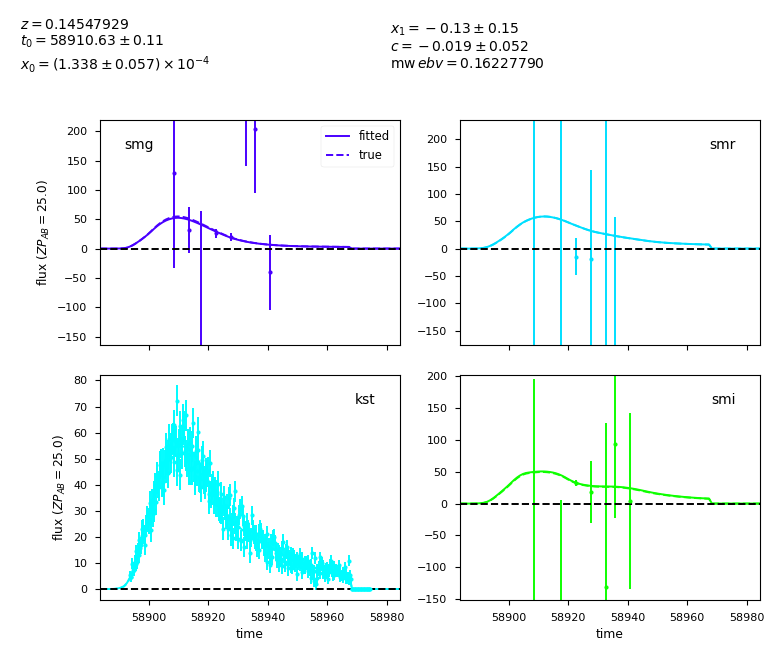 z = 0.14547929
t0 = 58910.63 ± 0.11
x0 = (1.338 ± 0.057) × 10^−4
x1 = −0.13 ± 0.15
c = −0.019 ± 0.052
mw ebv = 0.16227790
smg
fitted
true
200
150
100
50
0
−50
−100
−150
flux (ZP_AB = 25.0)
smr
200
150
100
50
0
−50
−100
−150
kst
80
70
60
50
40
30
20
10
0
flux (ZP_AB = 25.0)
58900 58920 58940 58960 58980
time
smi
200
150
100
50
0
−50
−100
−150
58900 58920 58940 58960 58980
time